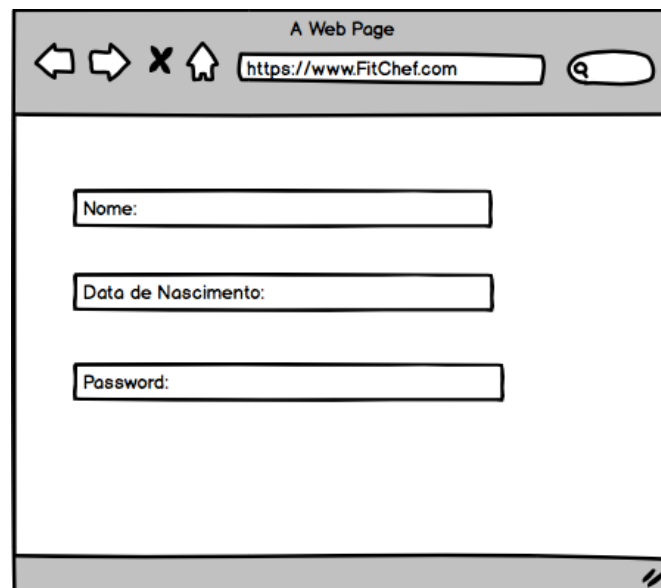 A Web Page
https://www.FitChef.com
Nome:
Data de Nascimento:
Password: